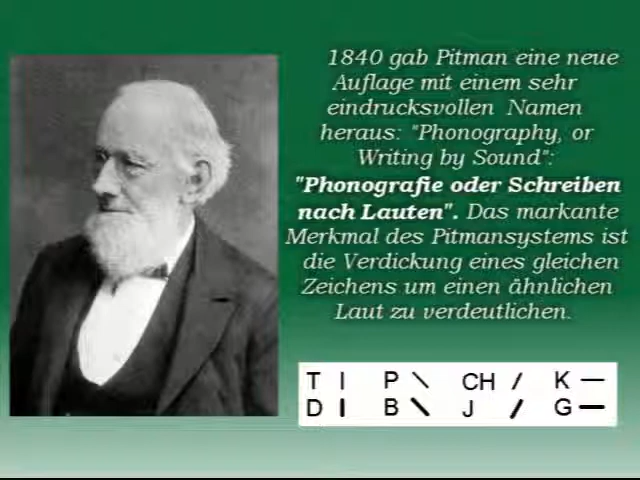 1840 gab Pitman eine neue
Auflage mit einem sehr
eindrucksvollen Namen
heraus: "Phonography, or
Writing by Sound":
"Phonografie oder Schreiben
nach Lauten". Das markante
Merkmal des Pitmansystems ist
die Verdickung eines gleichen
Zeichens um einen ähnlichen
Laut zu verdeutlichen.
T | P \ CH / K —
D | B \ J / G —